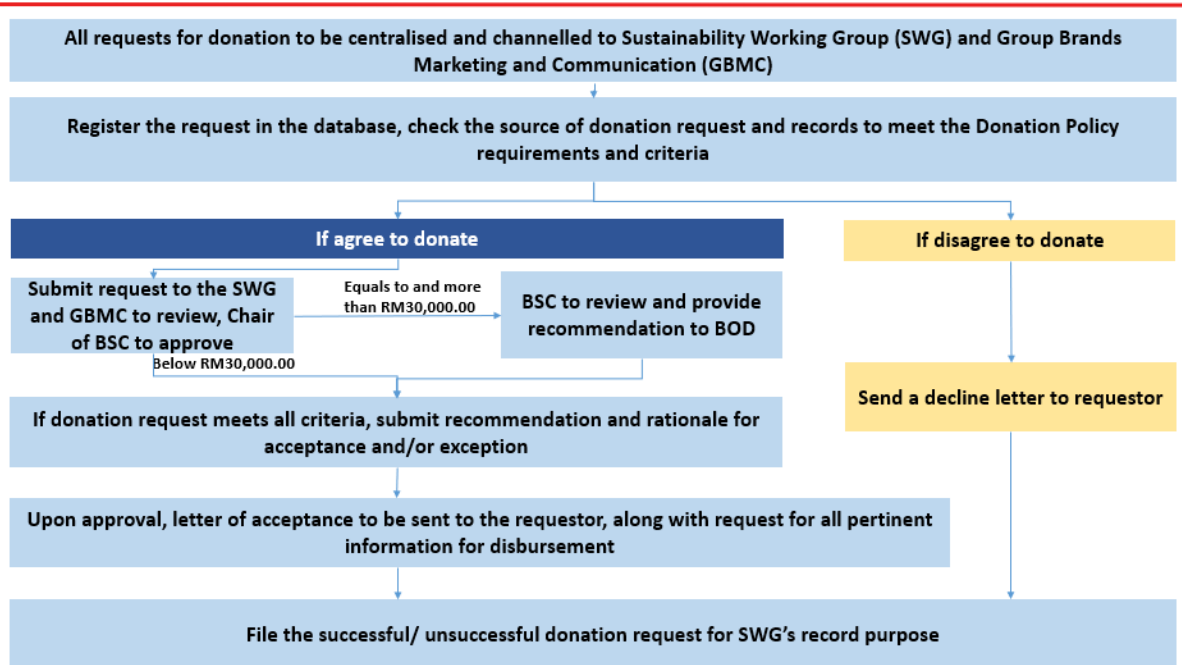 All requests for donation to be centralised and channelled to Sustainability Working Group (SWG) and Group Brands
Marketing and Communication (GBMC)
Register the request in the database, check the source of donation request and records to meet the Donation Policy
requirements and criteria
If agree to donate
If disagree to donate
Submit request to the SWG
and GBMC to review, Chair
of BSC to approve
Equals to and more
than RM30,000.00
BSC to review and provide
recommendation to BOD
Below RM30,000.00
Send a decline letter to requestor
If donation request meets all criteria, submit recommendation and rationale for
acceptance and/or exception
Upon approval, letter of acceptance to be sent to the requestor, along with request for all pertinent
information for disbursement
File the successful/ unsuccessful donation request for SWG's record purpose